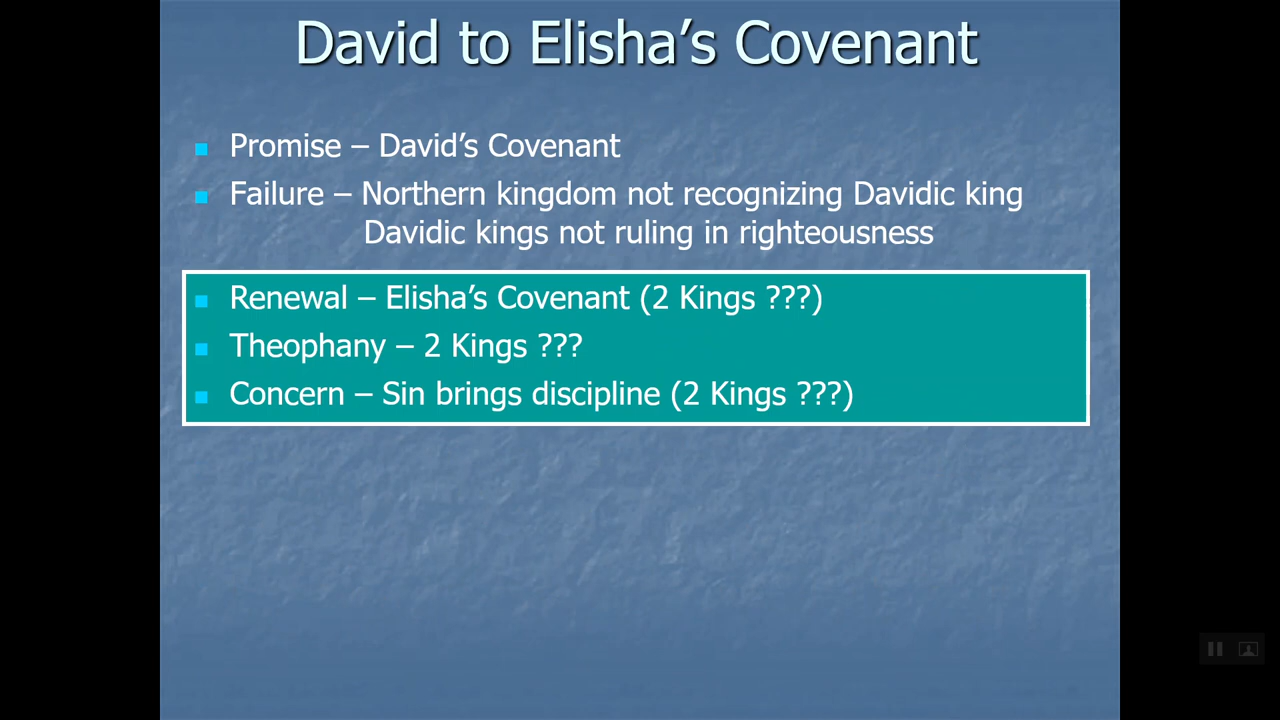 David to Elisha’s Covenant
Promise – David’s Covenant
Failure – Northern kingdom not recognizing Davidic king
Davidic kings not ruling in righteousness
Renewal – Elisha’s Covenant (2 Kings ???)
Theophany – 2 Kings ???
Concern – Sin brings discipline (2 Kings ???)